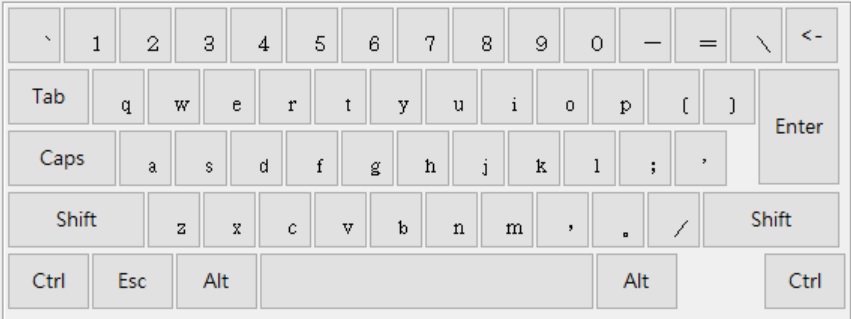 ` 1 2 3 4 5 6 7 8 9 0 — = \ <-
Tab q w e r t y u i o p [ ] Enter
Caps a s d f g h j k l ; ’
Shift z x c v b n m , 。 / Shift
Ctrl Esc Alt Alt Ctrl